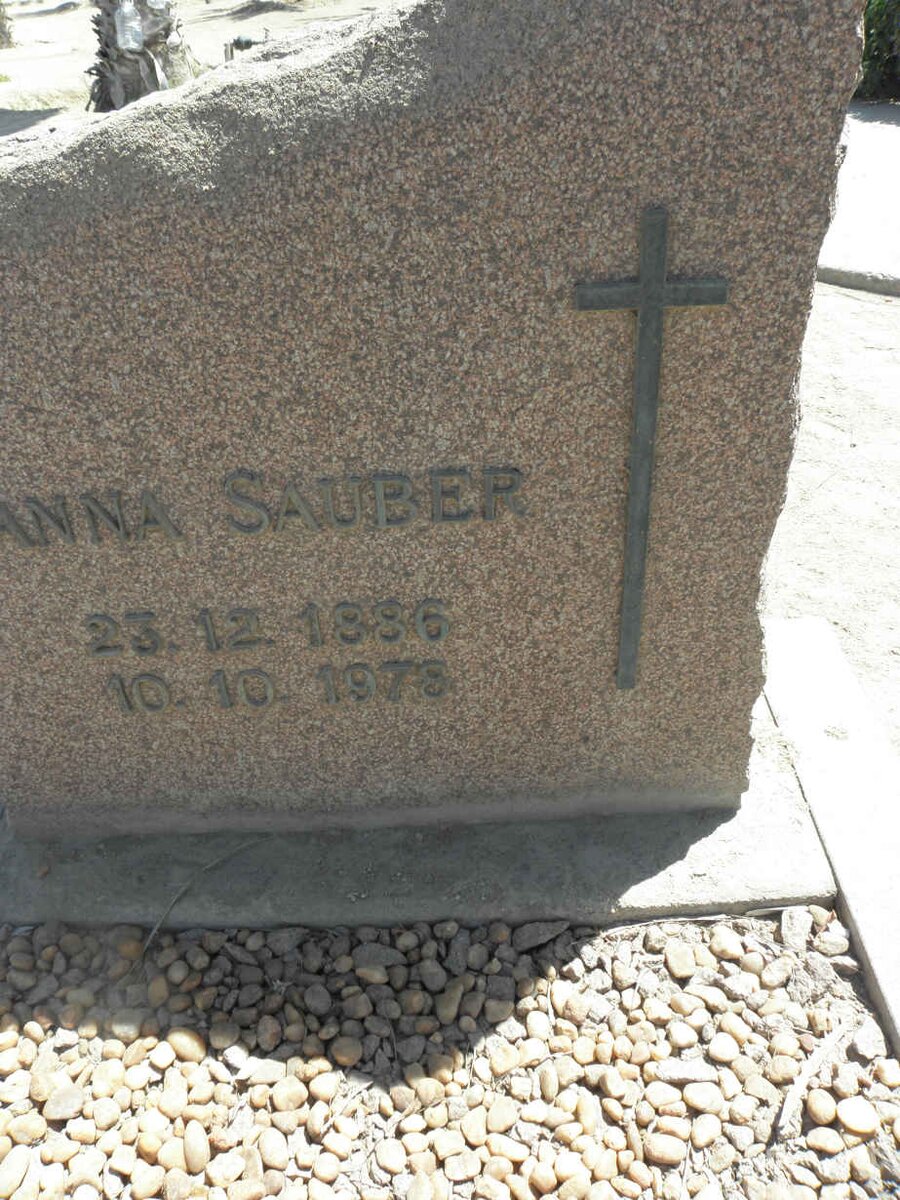 ANNA SAUBER
23. 12. 1886
10. 10. 1978